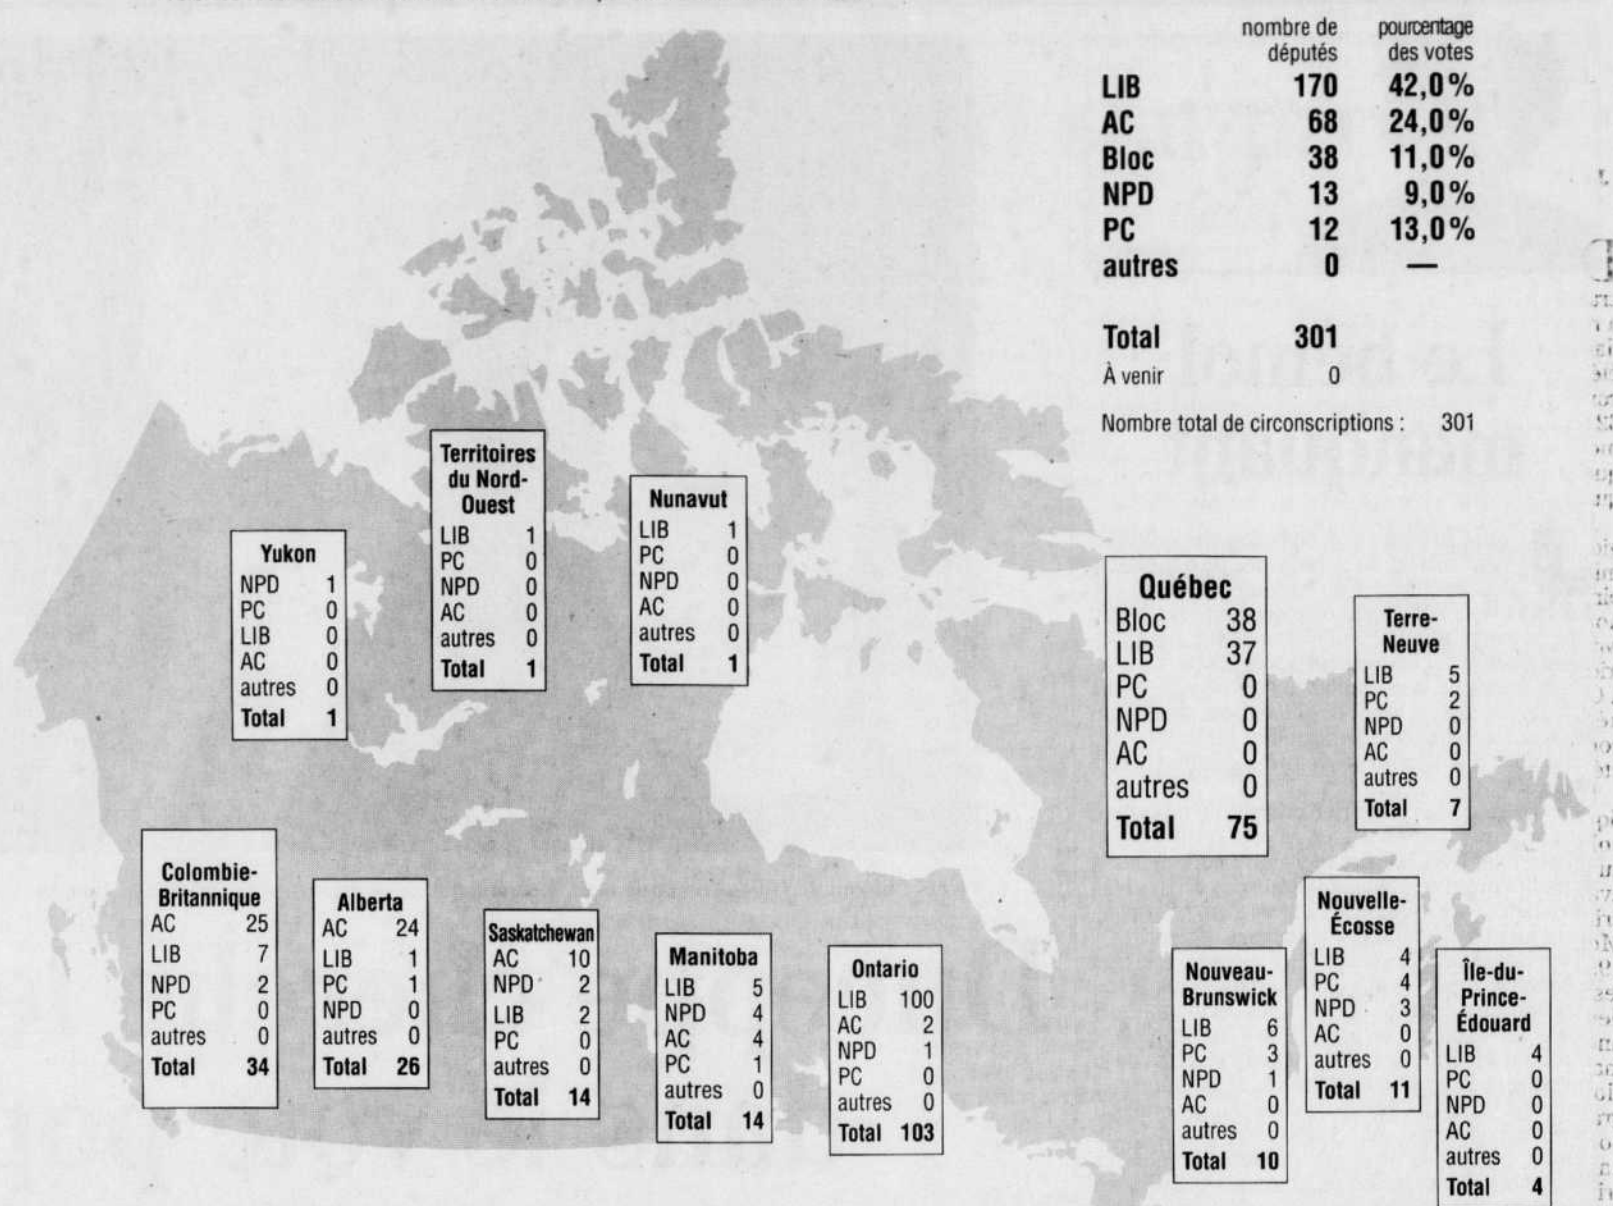 nombre de députés pourcentage des votes
LIB 170 42,0%
AC 68 24,0%
Bloc 38 11,0%
NPD 13 9,0%
PC 12 13,0%
autres 0 —
Total 301
À venir 0
Nombre total de circonscriptions : 301
Territoires
du Nord-
Ouest
LIB 1
PC 0
NPD 0
AC 0
autres 0
Total 1
Nunavut
LIB 1
PC 0
NPD 0
AC 0
autres 0
Total 1
Yukon
NPD 1
PC 0
LIB 0
AC 0
autres 0
Total 1
Québec
Bloc 38
LIB 37
PC 0
NPD 0
AC 0
autres 0
Total 75
Terre-
Neuve
LIB 5
PC 2
NPD 0
AC 0
autres 0
Total 7
Colombie-
Britannique
AC 25
LIB 7
NPD 2
PC 0
autres 0
Total 34
Alberta
AC 24
LIB 1
PC 1
NPD 0
autres 0
Total 26
Saskatchewan
AC 10
NPD 2
LIB 2
PC 0
autres 0
Total 14
Manitoba
LIB 5
NPD 4
AC 4
PC 1
autres 0
Total 14
Ontario
LIB 100
AC 2
NPD 1
PC 0
autres 0
Total 103
Nouveau-
Brunswick
LIB 6
PC 3
NPD 1
AC 0
autres 0
Total 10
Nouvelle-
Écosse
LIB 4
PC 4
NPD 3
AC 0
autres 0
Total 11
Île-du-
Prince-
Édouard
LIB 4
PC 0
NPD 0
AC 0
autres 0
Total 4